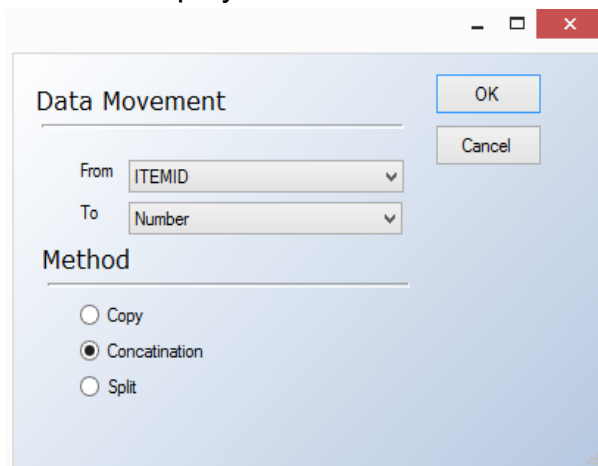 Data Movement
OK
Cancel
From ITEMID
To Number
Method
Copy
Concatination
Split